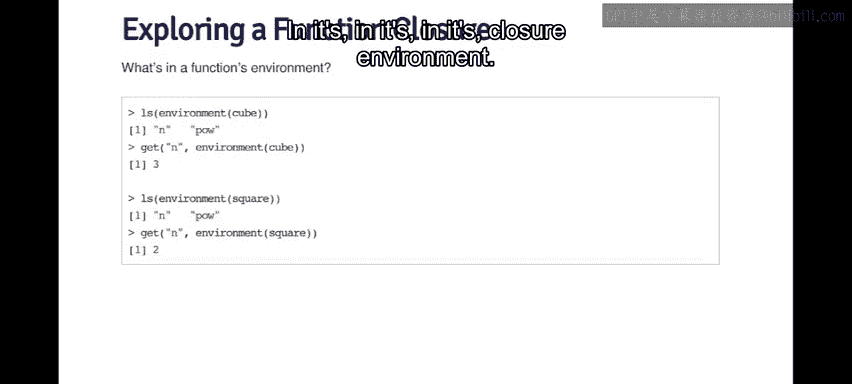 Exploring a Function Closure
In it's, in it's, in it's, closure
environment.
What's in a function's environment?
> ls(environment(cube))
[1] "n" "pow"
> get("n", environment(cube))
[1] 3
> ls(environment(square))
[1] "n" "pow"
> get("n", environment(square))
[1] 2